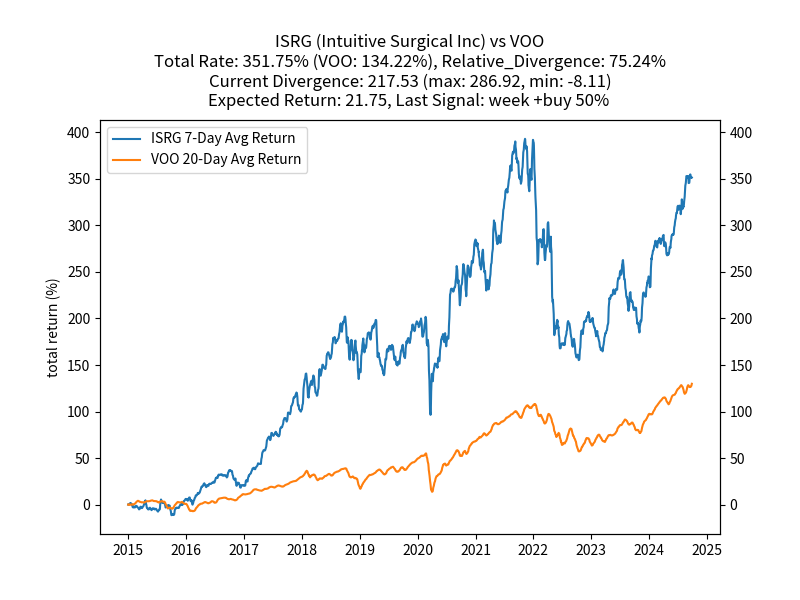 ISRG (Intuitive Surgical Inc) vs VOO
Total Rate: 351.75% (VOO: 134.22%), Relative_Divergence: 75.24%
Current Divergence: 217.53 (max: 286.92, min: -8.11)
Expected Return: 21.75, Last Signal: week +buy 50%
ISRG 7-Day Avg Return
VOO 20-Day Avg Return
total return (%)
400
350
300
250
200
150
100
50
0
400
350
300
250
200
150
100
50
0
2015 2016 2017 2018 2019 2020 2021 2022 2023 2024 2025